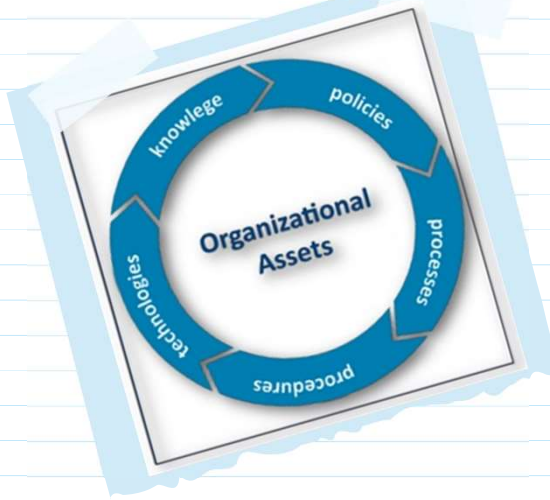 knowlege
policies
processes
procedures
technologies
Organizational
Assets